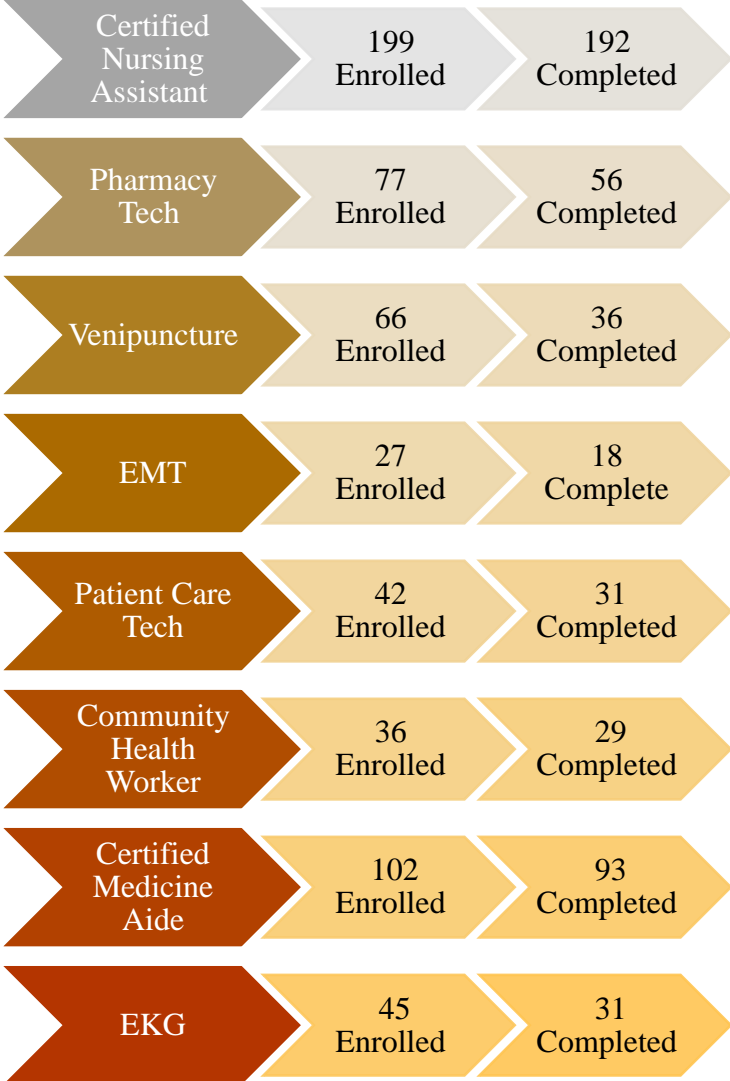 Certified
Nursing
Assistant
199
Enrolled
192
Completed
Pharmacy
Tech
77
Enrolled
56
Completed
Venipuncture
66
Enrolled
36
Completed
EMT
27
Enrolled
18
Complete
Patient Care
Tech
42
Enrolled
31
Completed
Community
Health
Worker
36
Enrolled
29
Completed
Certified
Medicine
Aide
102
Enrolled
93
Completed
EKG
45
Enrolled
31
Completed